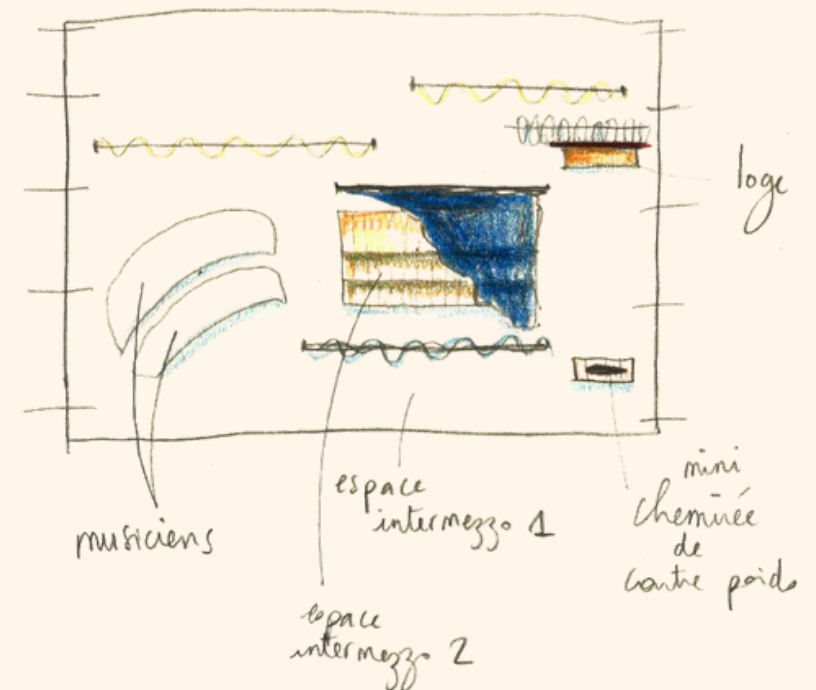 loge
musiciens
espace
intermezzo 1
espace
intermezzo 2
mini
cheminée
de
contre poids